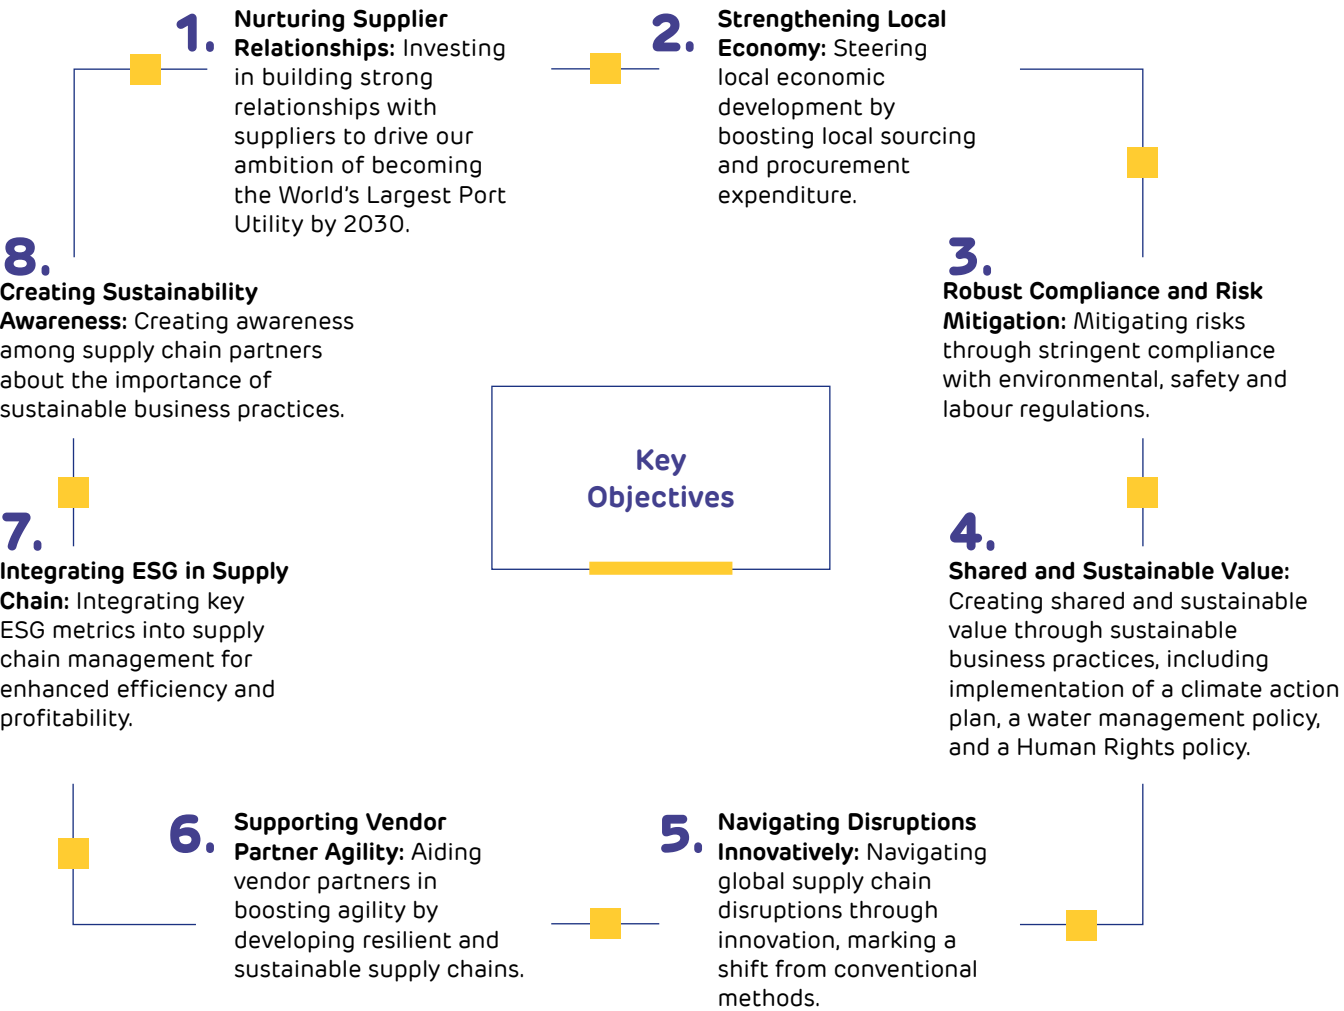 1.
Nurturing Supplier
Relationships: Investing
in building strong
relationships with
suppliers to drive our
ambition of becoming
the World's Largest Port
Utility by 2030.
2.
Strengthening Local
Economy: Steering
local economic
development by
boosting local sourcing
and procurement
expenditure.
3.
Robust Compliance and Risk
Mitigation: Mitigating risks
through stringent compliance
with environmental, safety and
labour regulations.
4.
Shared and Sustainable Value:
Creating shared and sustainable
value through sustainable
business practices, including
implementation of a climate action
plan, a water management policy,
and a Human Rights policy.
5.
Navigating Disruptions
Innovatively: Navigating
global supply chain
disruptions through
innovation, marking a
shift from conventional
methods.
6.
Supporting Vendor
Partner Agility: Aiding
vendor partners in
boosting agility by
developing resilient and
sustainable supply chains.
7.
Integrating ESG in Supply
Chain: Integrating key
ESG metrics into supply
chain management for
enhanced efficiency and
profitability.
8.
Creating Sustainability
Awareness: Creating awareness
among supply chain partners
about the importance of
sustainable business practices.
Key
Objectives